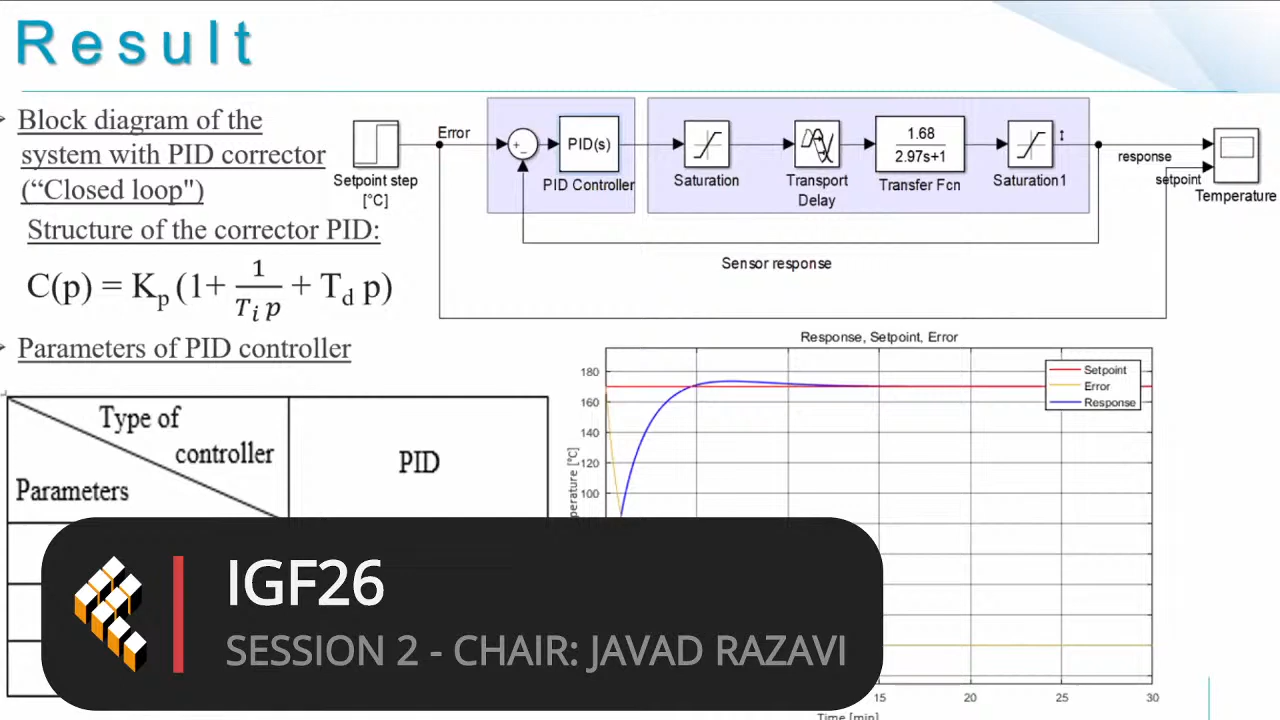 Result
Block diagram of the
system with PID corrector
(“Closed loop")
Structure of the corrector PID:
C(p) = Kp (1+ 1/(Ti p) + Td p)
Parameters of PID controller
Setpoint step
[°C]
Error
+_
PID(s)
PID Controller
Saturation
Transport
Delay
1.68
2.97s+1
Transfer Fcn
Saturation1
response
setpoint
Temperature
Sensor response
Type of
controller
Parameters
PID
Response, Setpoint, Error
Setpoint
Error
Response
180
160
140
120
100
15 20 25 30
Time [min]
IGF26
SESSION 2 - CHAIR: JAVAD RAZAVI